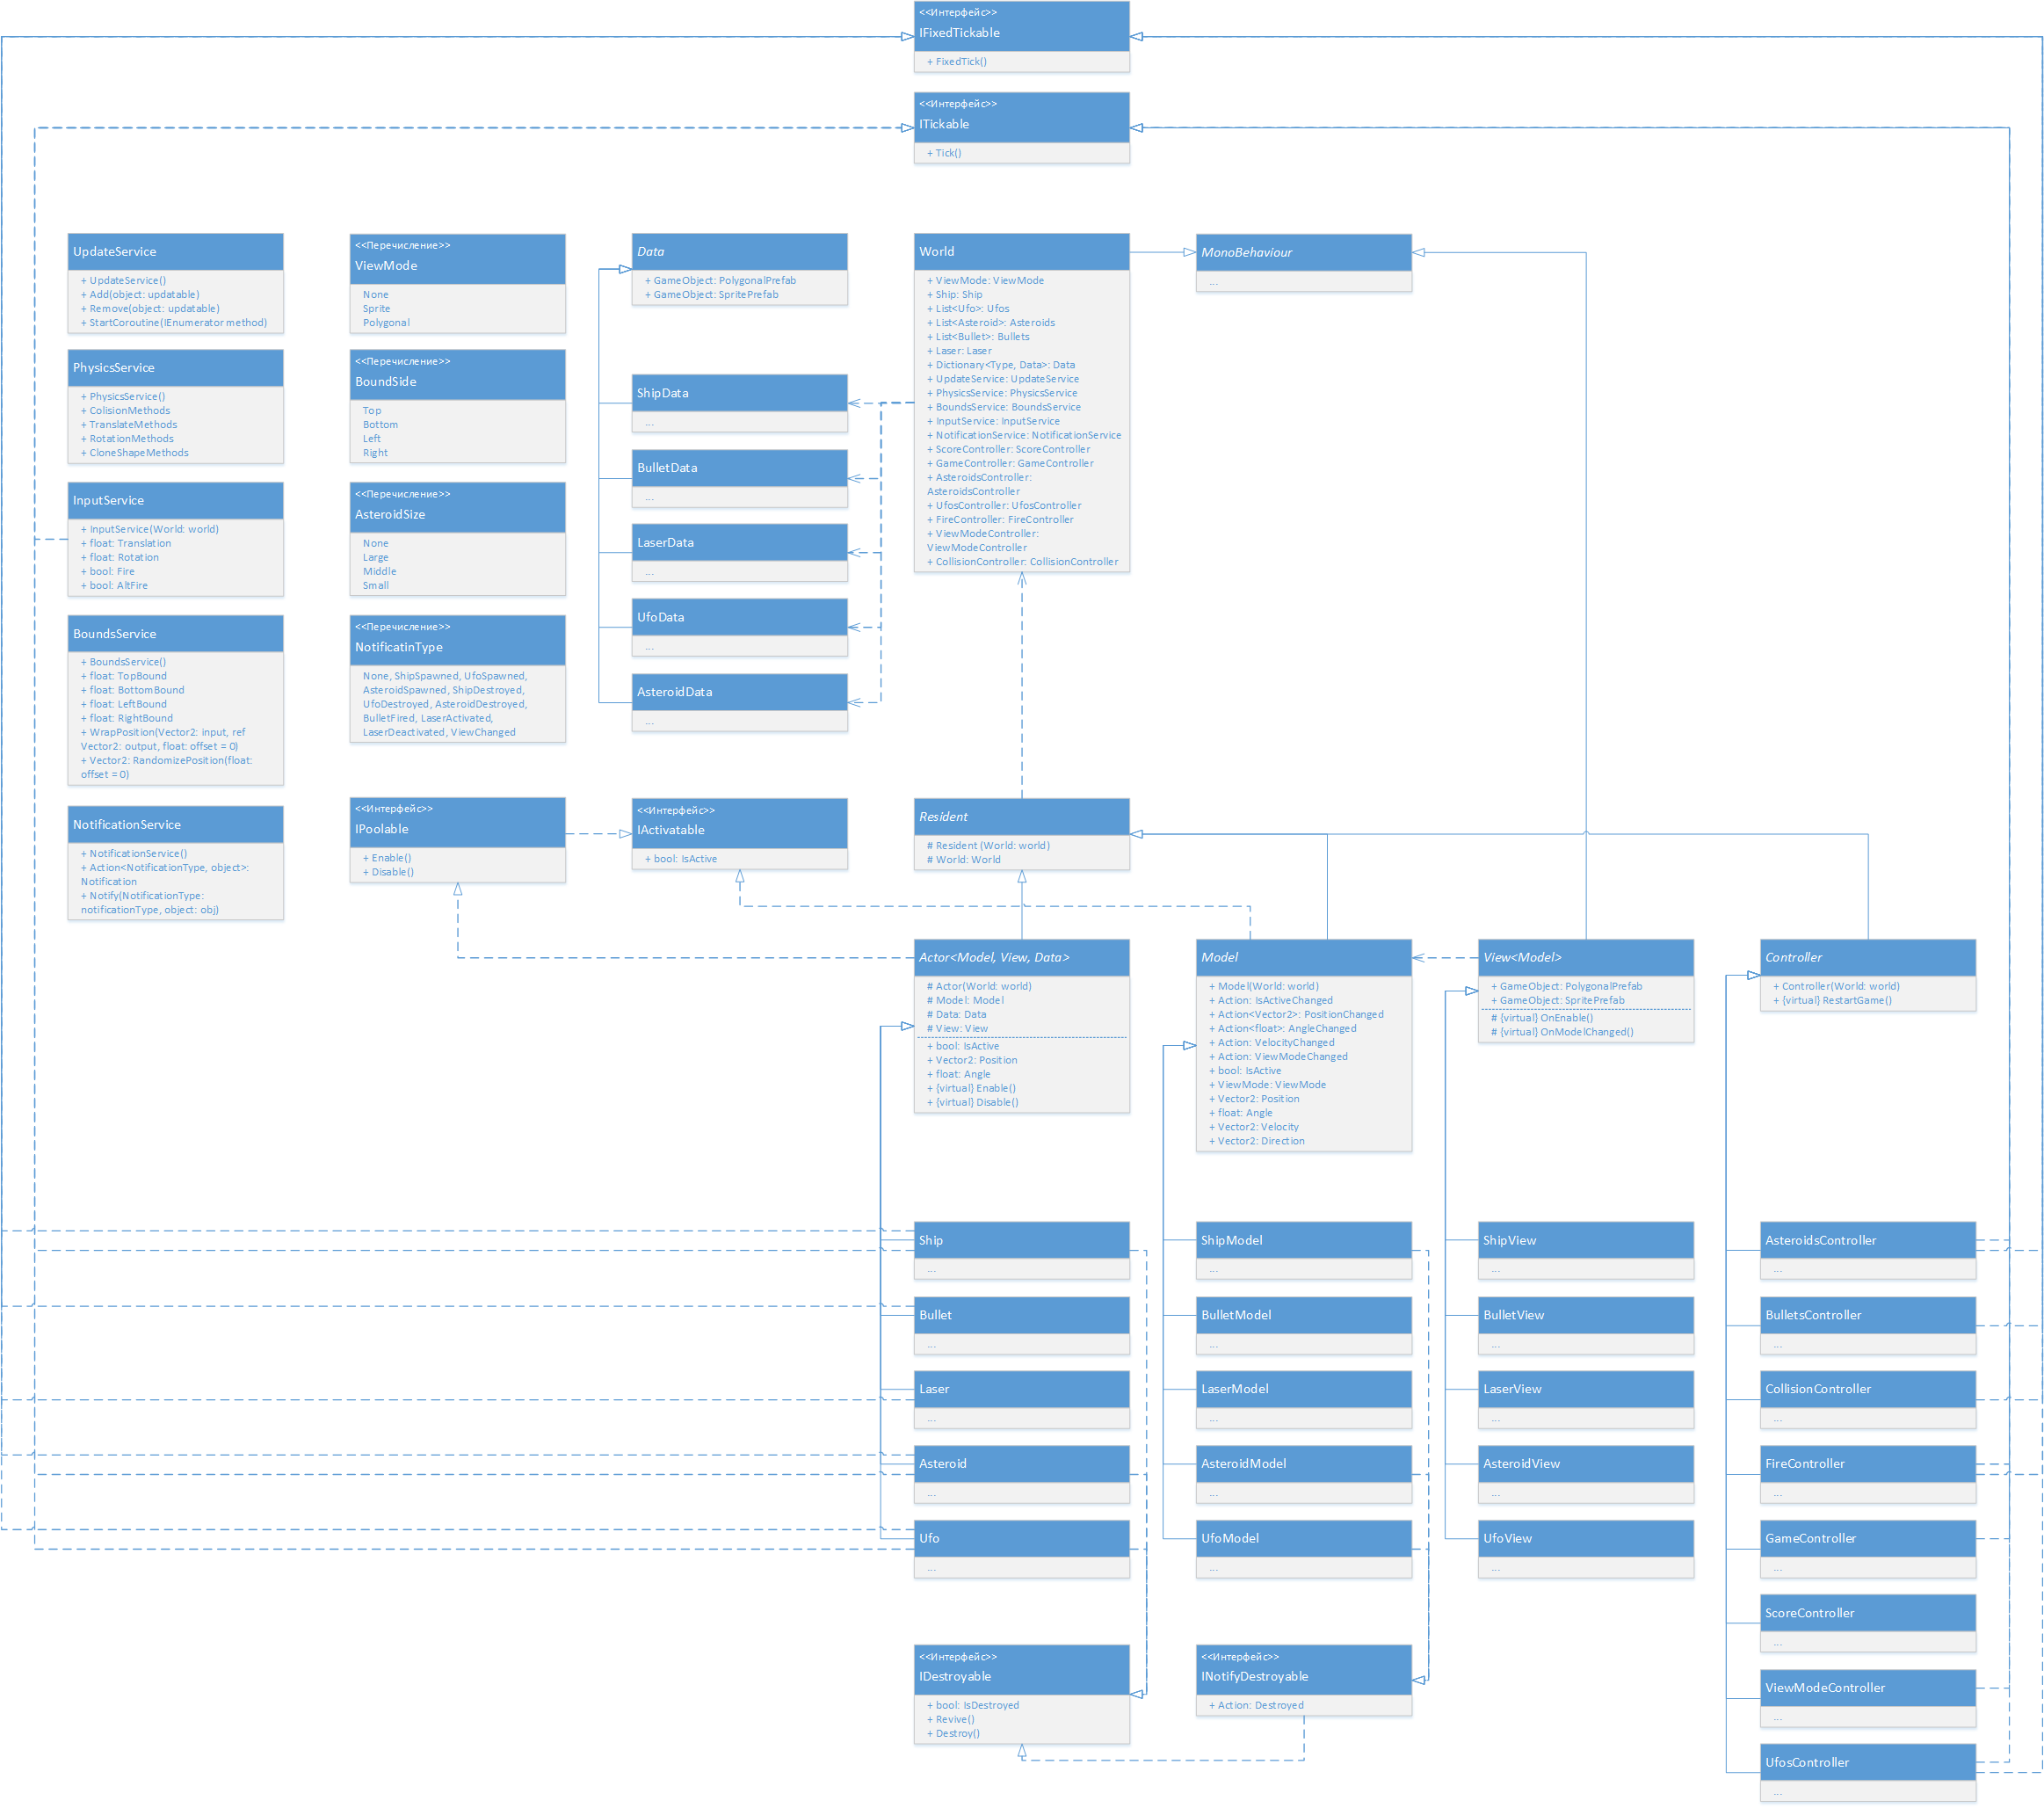 <<Интерфейс>>
IFixedTickable
+ FixedTick()
<<Интерфейс>>
ITickable
+ Tick()
UpdateService
+ UpdateService()
+ Add(object: updatable)
+ Remove(object: updatable)
+ StartCoroutine(IEnumerator method)
PhysicsService
+ PhysicsService()
+ ColisionMethods
+ TranslateMethods
+ RotationMethods
+ CloneShapeMethods
InputService
+ InputService(World: world)
+ float: Translation
+ float: Rotation
+ bool: Fire
+ bool: AltFire
BoundsService
+ BoundsService()
+ float: TopBound
+ float: BottomBound
+ float: LeftBound
+ float: RightBound
+ WrapPosition(Vector2: input, ref
Vector2: output, float: offset = 0)
+ Vector2: RandomizePosition(float:
offset = 0)
NotificationService
+ NotificationService()
+ Action<NotificationType, object>:
Notification
+ Notify(NotificationType:
notificationType, object: obj)
<<Перечисление>>
ViewMode
None
Sprite
Polygonal
<<Перечисление>>
BoundSide
Top
Bottom
Left
Right
<<Перечисление>>
AsteroidSize
None
Large
Middle
Small
<<Перечисление>>
NotificatinType
None, ShipSpawned, UfoSpawned,
AsteroidSpawned, ShipDestroyed,
UfoDestroyed, AsteroidDestroyed,
BulletFired, LaserActivated,
LaserDeactivated, ViewChanged
<<Интерфейс>>
IPoolable
+ Enable()
+ Disable()
Data
+ GameObject: PolygonalPrefab
+ GameObject: SpritePrefab
ShipData
...
BulletData
...
LaserData
...
UfoData
...
AsteroidData
...
<<Интерфейс>>
IActivatable
+ bool: IsActive
World
+ ViewMode: ViewMode
+ Ship: Ship
+ List<Ufo>: Ufos
+ List<Asteroid>: Asteroids
+ List<Bullet>: Bullets
+ Laser: Laser
+ Dictionary<Type, Data>: Data
+ UpdateService: UpdateService
+ PhysicsService: PhysicsService
+ BoundsService: BoundsService
+ InputService: InputService
+ NotificationService: NotificationService
+ ScoreController: ScoreController
+ GameController: GameController
+ AsteroidsController:
AsteroidsController
+ UfosController: UfosController
+ FireController: FireController
+ ViewModeController:
ViewModeController
+ CollisionController: CollisionController
MonoBehaviour
...
Resident
# Resident (World: world)
# World: World
Actor<Model, View, Data>
# Actor(World: world)
# Model: Model
# Data: Data
# View: View
+ bool: IsActive
+ Vector2: Position
+ float: Angle
+ {virtual} Enable()
+ {virtual} Disable()
Model
+ Model(World: world)
+ Action: IsActiveChanged
+ Action<Vector2>: PositionChanged
+ Action<float>: AngleChanged
+ Action: VelocityChanged
+ Action: ViewModeChanged
+ bool: IsActive
+ ViewMode: ViewMode
+ Vector2: Position
+ float: Angle
+ Vector2: Velocity
+ Vector2: Direction
View<Model>
+ GameObject: PolygonalPrefab
+ GameObject: SpritePrefab
# {virtual} OnEnable()
# {virtual} OnModelChanged()
Controller
+ Controller(World: world)
+ {virtual} RestartGame()
Ship
...
Bullet
...
Laser
...
Asteroid
...
Ufo
...
ShipModel
...
BulletModel
...
LaserModel
...
AsteroidModel
...
UfoModel
...
ShipView
...
BulletView
...
LaserView
...
AsteroidView
...
UfoView
...
AsteroidsController
...
BulletsController
...
CollisionController
...
FireController
...
GameController
...
ScoreController
...
ViewModeController
...
UfosController
...
<<Интерфейс>>
IDestroyable
+ bool: IsDestroyed
+ Revive()
+ Destroy()
<<Интерфейс>>
INotifyDestroyable
+ Action: Destroyed